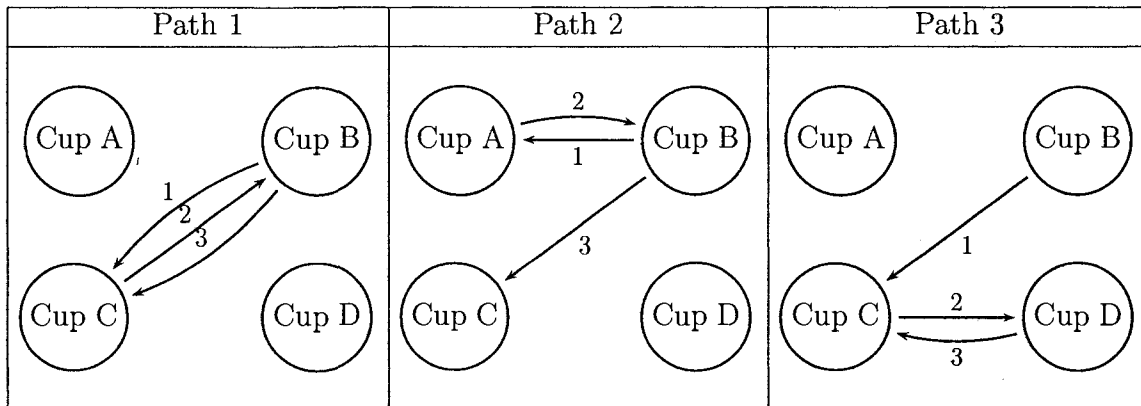 Path 1 Path 2 Path 3
Cup A Cup B Cup A 2 1 Cup B Cup A Cup B
1 2 3 3 1
Cup C Cup D Cup C Cup D Cup C 2 3 Cup D